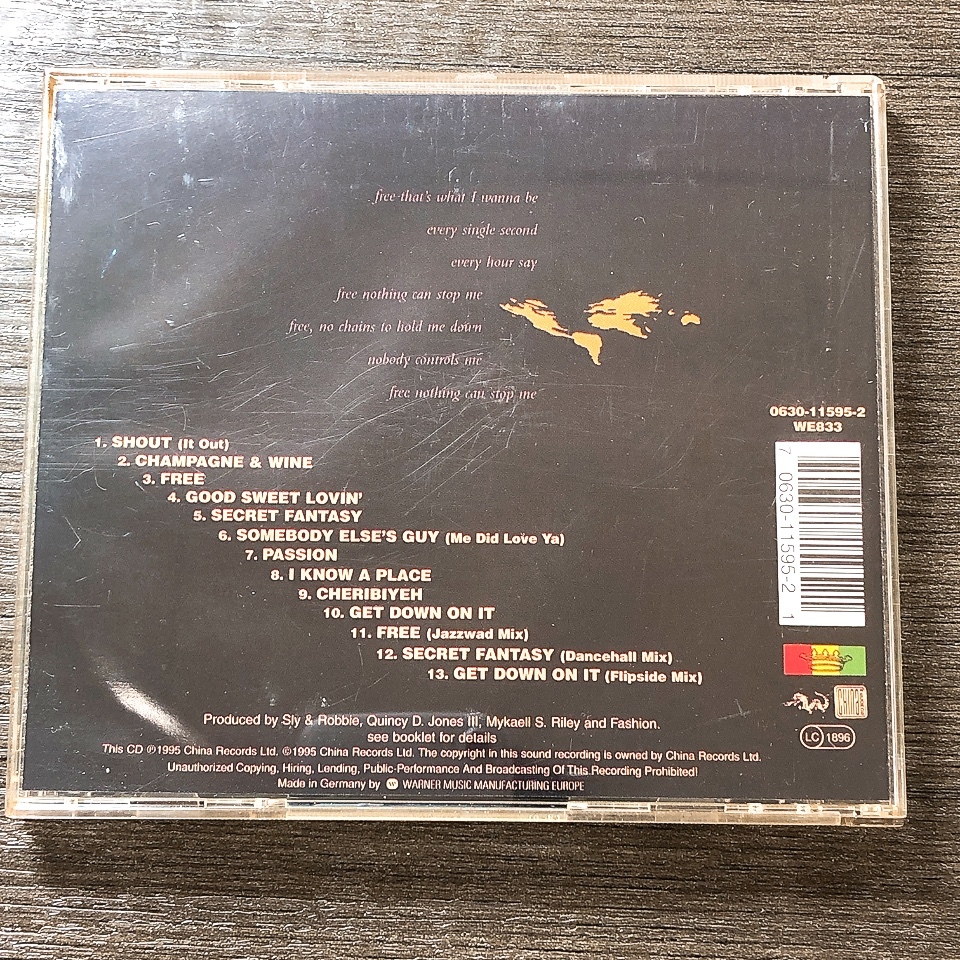 free that's what I wanna be
every single second
every hour say
free nothing can stop me
free, no chains to hold me down
nobody controls me
free nothing can stop me
0630-11595-2
WE833
7 0630-11595-2 1
1. SHOUT (It Out)
2. CHAMPAGNE & WINE
3. FREE
4. GOOD SWEET LOVIN'
5. SECRET FANTASY
6. SOMEBODY ELSE'S GUY (Me Did Love Ya)
7. PASSION
8. I KNOW A PLACE
9. CHERIBIYEH
10. GET DOWN ON IT
11. FREE (Jazzwad Mix)
12. SECRET FANTASY (Dancehall Mix)
13. GET DOWN ON IT (Flipside Mix)
CHINA
LC 1896
Produced by Sly & Robbie, Quincy D. Jones III, Mykaell S. Riley and Fashion.
see booklet for details
This CD ℗1995 China Records Ltd. ©1995 China Records Ltd. The copyright in this sound recording is owned by China Records Ltd.
Unauthorized Copying, Hiring, Lending, Public-Performance And Broadcasting Of This Recording Prohibited!
Made in Germany by WARNER MUSIC MANUFACTURING EUROPE